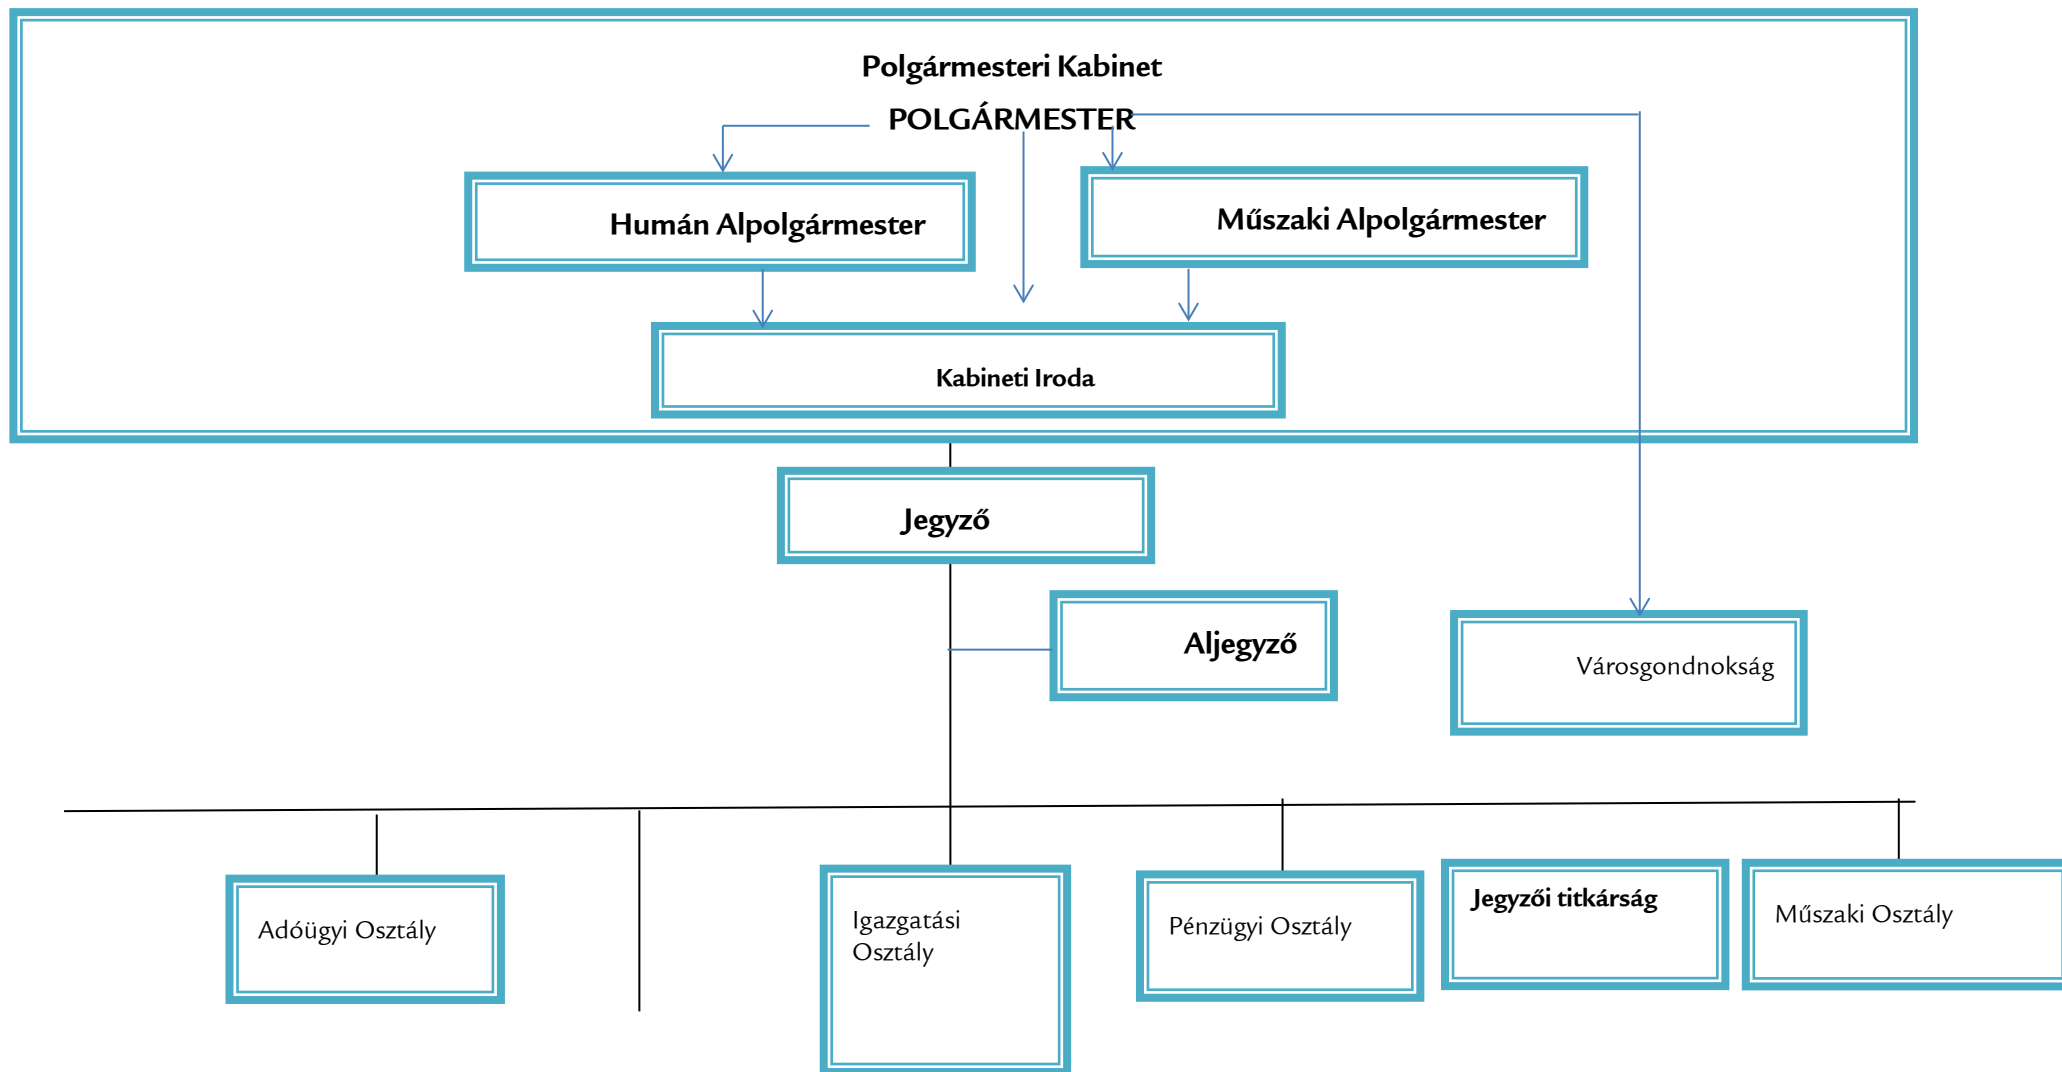 Polgármesteri Kabinet
POLGÁRMESTER
Humán Alpolgármester
Műszaki Alpolgármester
Kabineti Iroda
Jegyző
Aljegyző
Városgondnokság
Adóügyi Osztály
Igazgatási
Osztály
Pénzügyi Osztály
Jegyzői titkárság
Műszaki Osztály